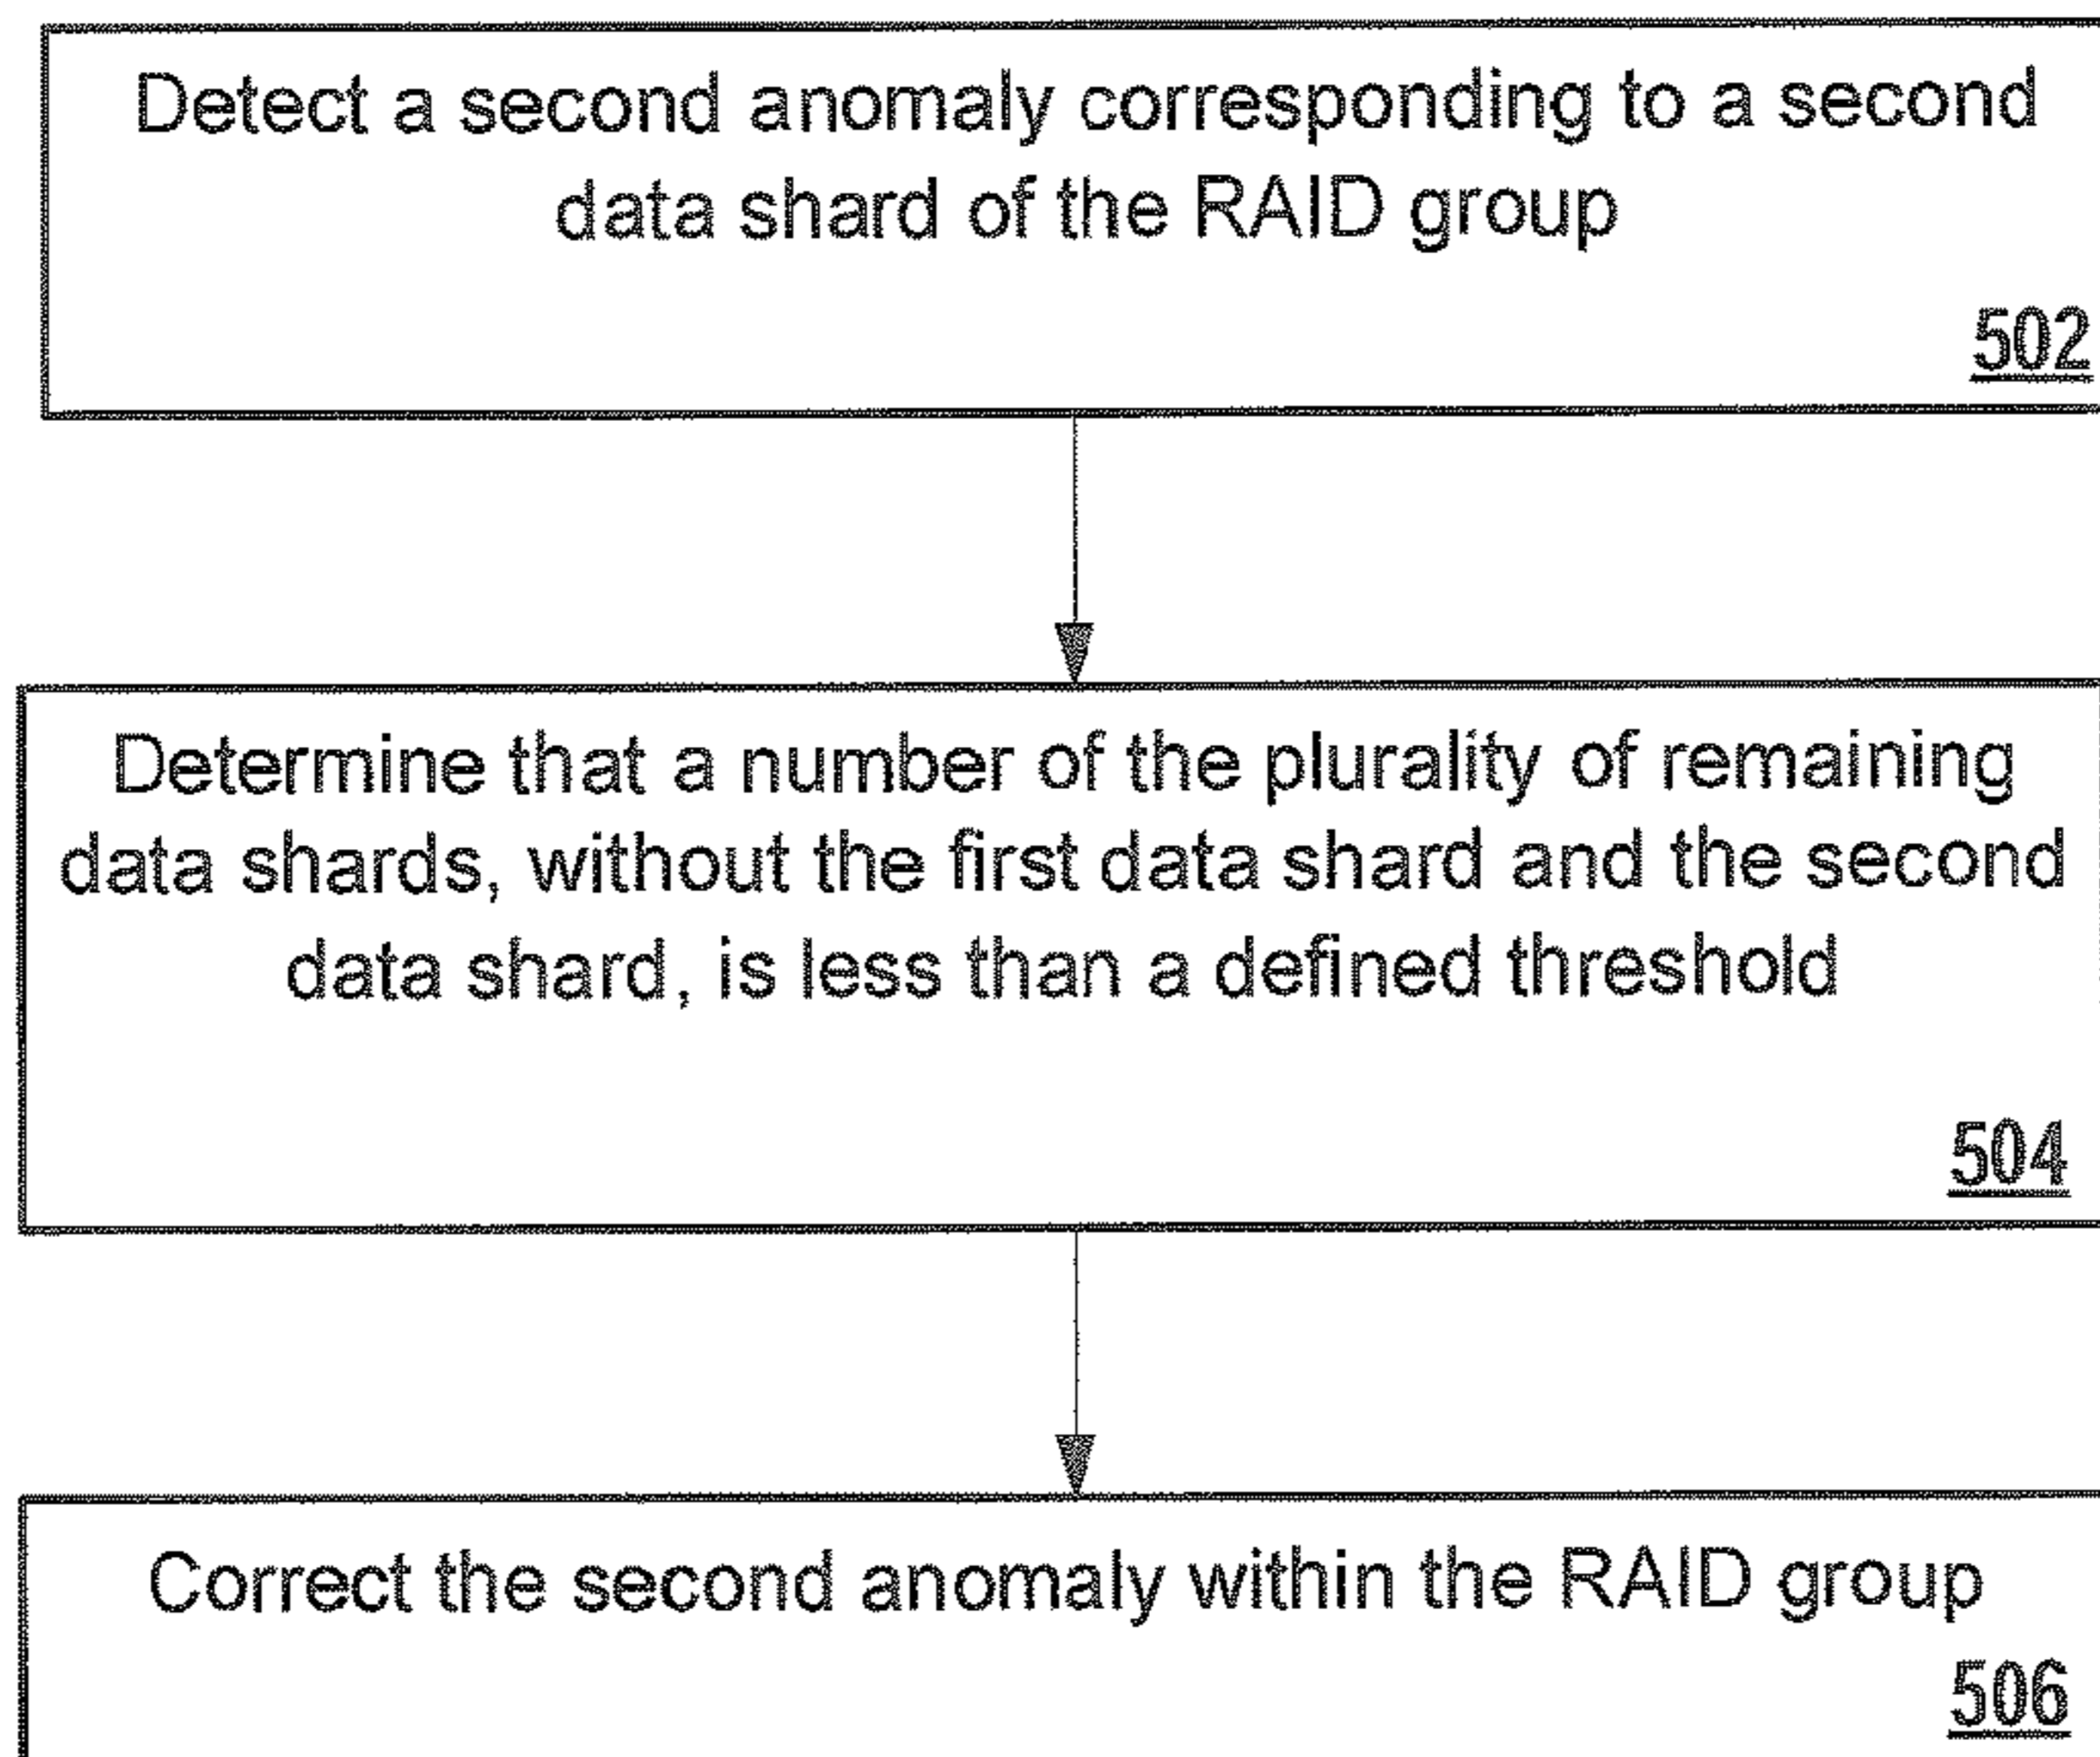 Detect a second anomaly corresponding to a second
data shard of the RAID group
502
Determine that a number of the plurality of remaining
data shards, without the first data shard and the second
data shard, is less than a defined threshold
504
Correct the second anomaly within the RAID group
506